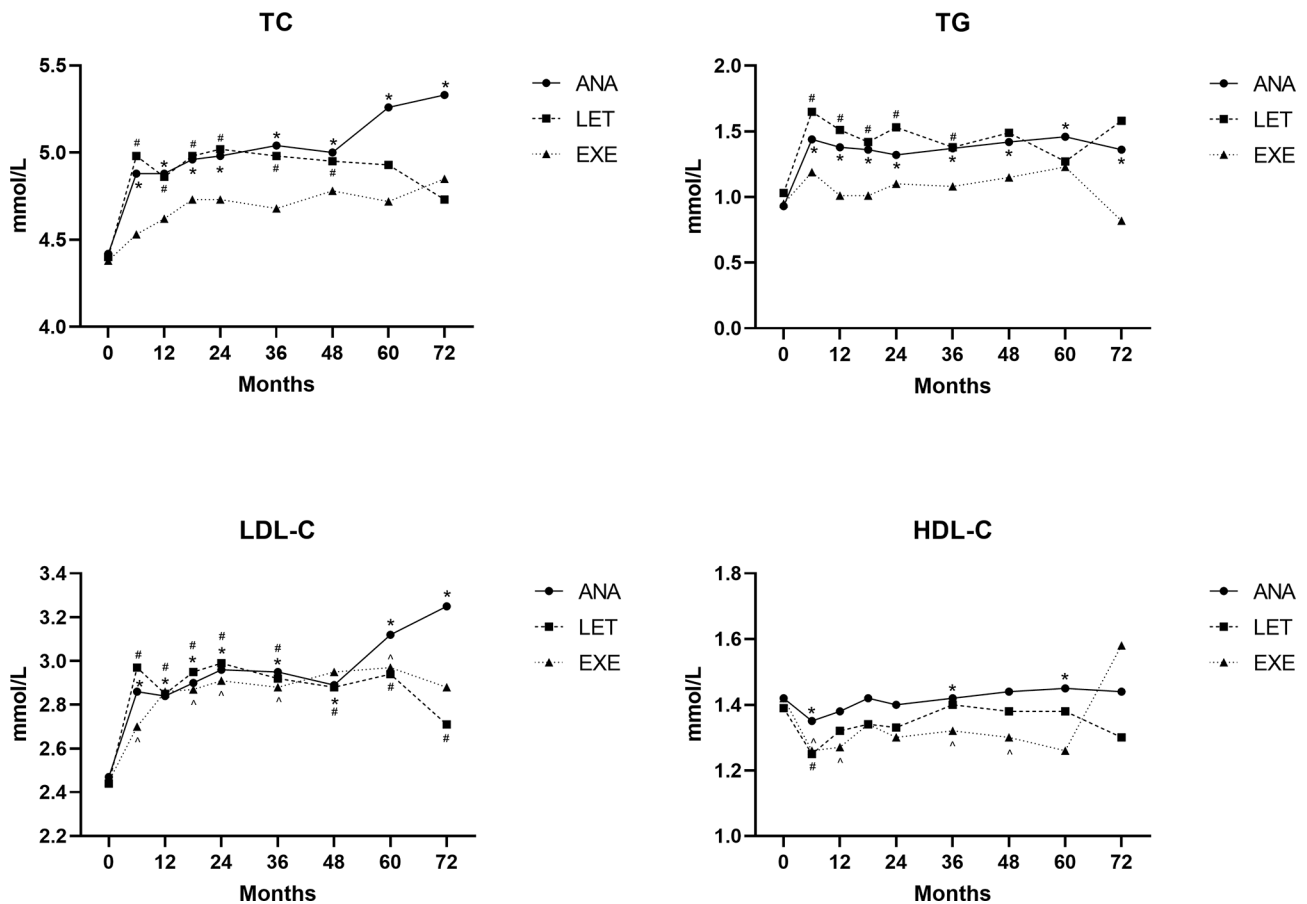 TC
5.5
5.0
4.5
4.0
mmol/L
* *
# # # * *
* * *
# # #
0 12 24 36 48 60 72
Months
ANA
LET
EXE
TG
2.0
1.5
1.0
0.5
0.0
mmol/L
# # # # #
* * * * * * * *
0 12 24 36 48 60 72
Months
ANA
LET
EXE
LDL-C
3.4
3.2
3.0
2.8
2.6
2.4
2.2
mmol/L
# # # # #
* * * * * * * *
^ ^ ^ ^ ^
# # #
0 12 24 36 48 60 72
Months
ANA
LET
EXE
HDL-C
1.8
1.6
1.4
1.2
1.0
mmol/L
* * *
^ ^ ^ ^
#
0 12 24 36 48 60 72
Months
ANA
LET
EXE